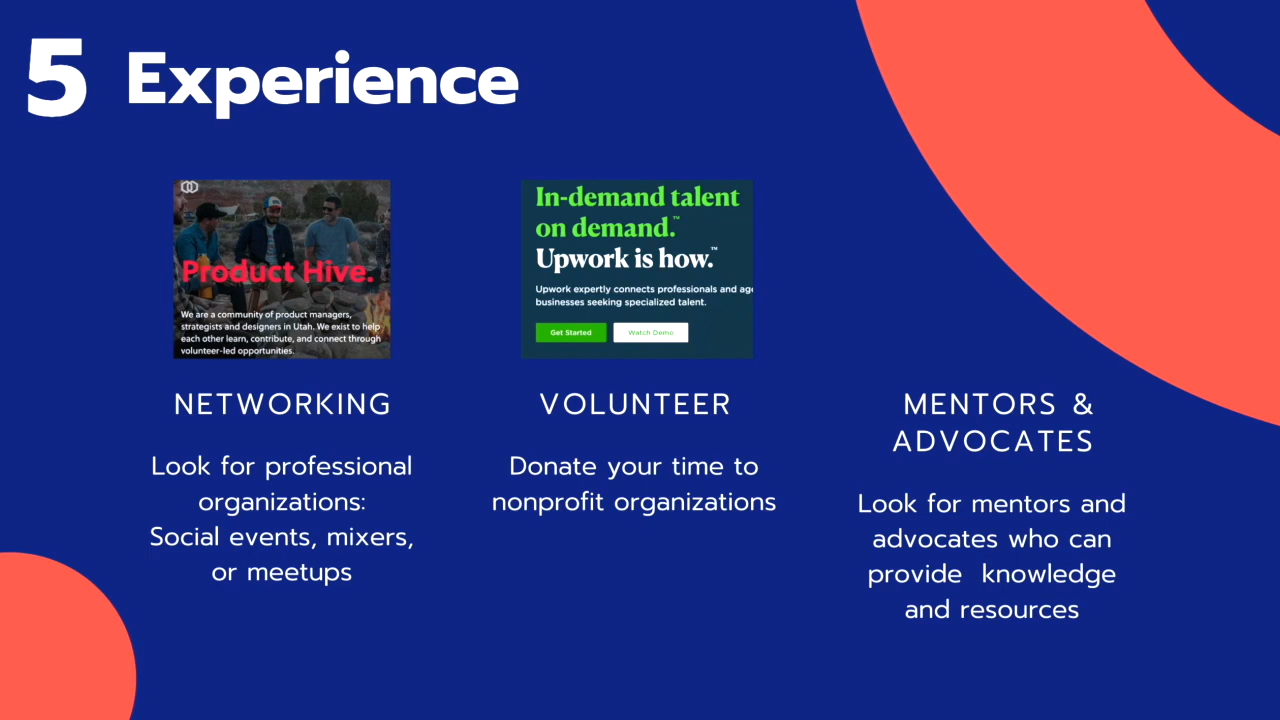 5 Experience
Product Hive.
We are a community of product managers,
strategists and designers in Utah. We exist to help
each other learn, contribute, and connect through
volunteer-led opportunities.
In-demand talent
on demand.™
Upwork is how.™
Upwork expertly connects professionals and age
businesses seeking specialized talent.
Get Started
Watch Demo
NETWORKING
Look for professional
organizations:
Social events, mixers,
or meetups
VOLUNTEER
Donate your time to
nonprofit organizations
MENTORS &
ADVOCATES
Look for mentors and
advocates who can
provide knowledge
and resources